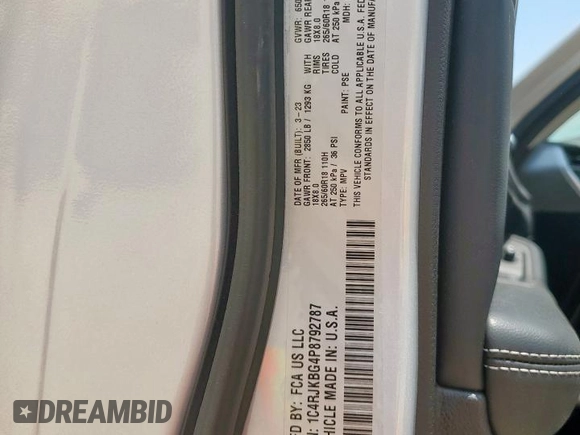 MFD BY: FCA US LLC
1C4RJKBG4P8792787
VEHICLE MADE IN: U.S.A.
DATE OF MFR (BUILT): 3-23
GVWR:
GAWR FRONT: 2850 LB / 1293 KG WITH
GAWR REAR
18X8.0 RIMS 18X8.0
265/60R18 110H TIRES 265/60R18
AT 250 kPa / 36 PSI COLD AT 250 kPa
TYPE: MPV PAINT: PSE MDH:
THIS VEHICLE CONFORMS TO ALL APPLICABLE U.S.A. FED
STANDARDS IN EFFECT ON THE DATE OF MANUFA
DREAMBID